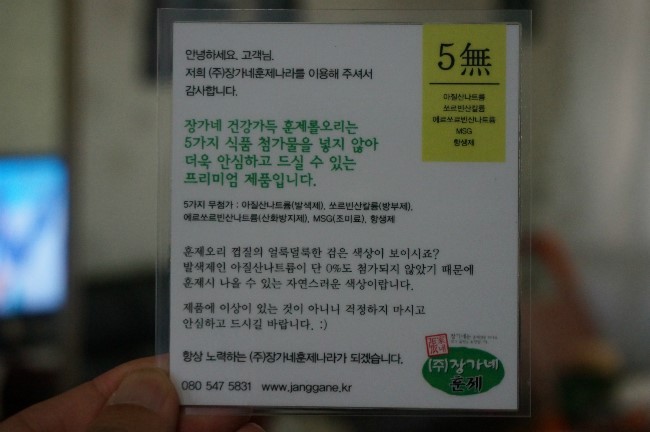 안녕하세요. 고객님.
저희 (주)장가네훈제나라를 이용해 주셔서
감사합니다.
5無
아질산나트륨
쏘르빈산칼륨
에르쏘르빈산나트륨
MSG
항생제
장가네 건강가득 훈제롤오리는
5가지 식품 첨가물을 넣지 않아
더욱 안심하고 드실 수 있는
프리미엄 제품입니다.
5가지 무첨가 : 아질산나트륨(발색제), 쏘르빈산칼륨(방부제),
에르쏘르빈산나트륨(산화방지제), MSG(조미료), 항생제
훈제오리 껍질의 얼룩덜룩한 검은 색상이 보이시죠?
발색제인 아질산나트륨이 단 0%도 첨가되지 않았기 때문에
훈제시 나올 수 있는 자연스러운 색상이랍니다.
제품에 이상이 있는 것이 아니니 걱정하지 마시고
안심하고 드시길 바랍니다. :)
항상 노력하는 (주)장가네훈제나라가 되겠습니다.
080 547 5831 www.janggane.kr
(주)장가네
훈제